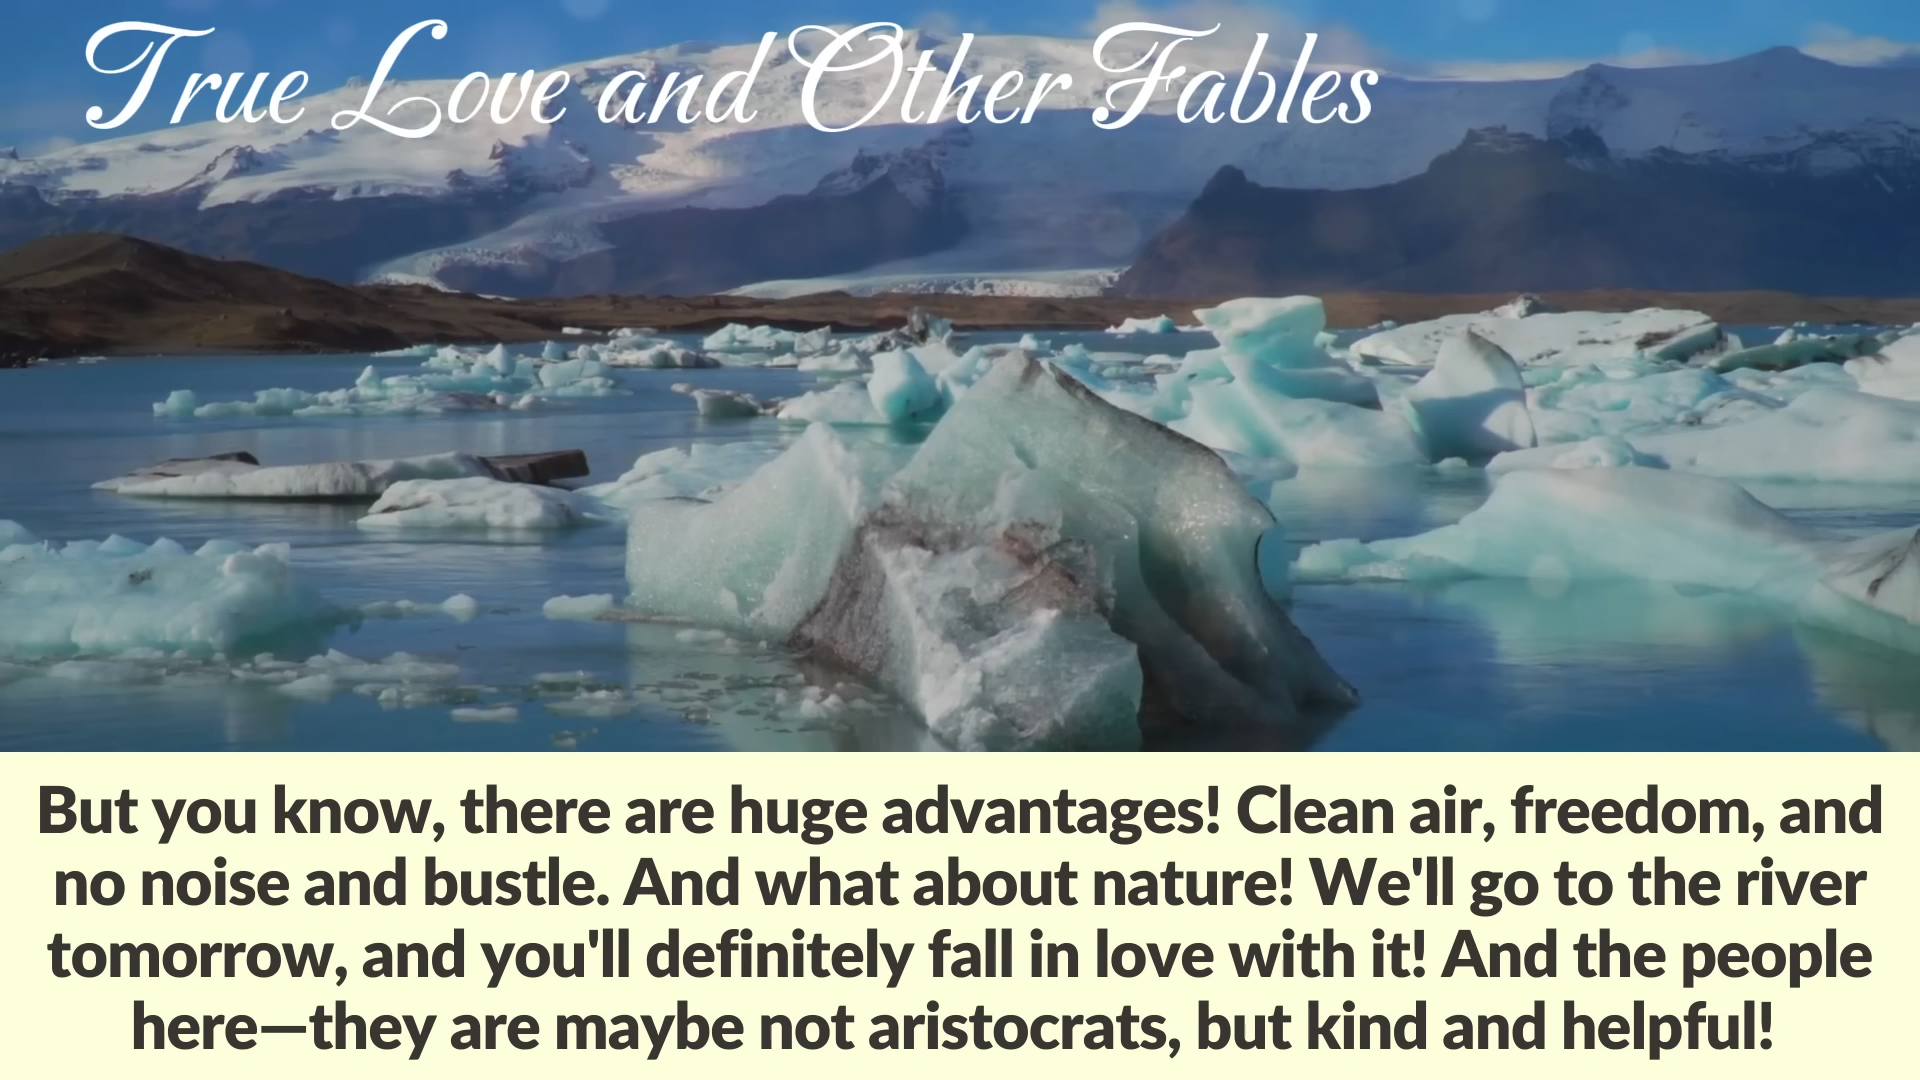 True Love and Other Fables
But you know, there are huge advantages! Clean air, freedom, and
no noise and bustle. And what about nature! We'll go to the river
tomorrow, and you'll definitely fall in love with it! And the people
here—they are maybe not aristocrats, but kind and helpful!